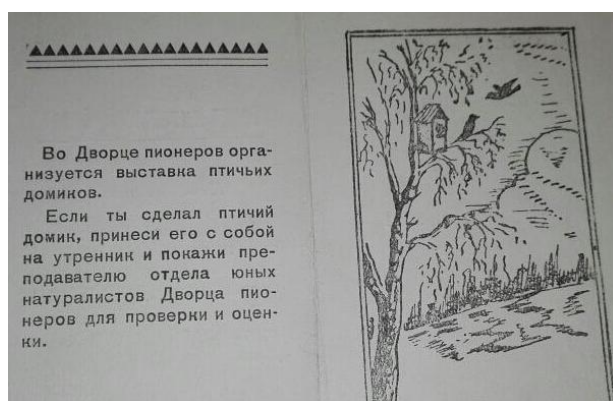 Во Дворце пионеров орга-
низуется выставка птичьих
домиков.
Если ты сделал птичий
домик, принеси его с собой
на утренник и покажи пре-
подавателю отдела юных
натуралистов Дворца пио-
неров для проверки и оцен-
ки.